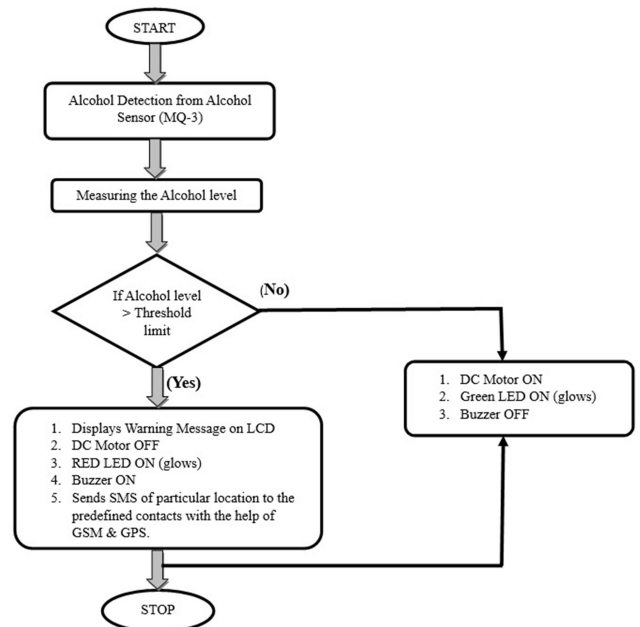 START
Alcohol Detection from Alcohol
Sensor (MQ-3)
Measuring the Alcohol level
If Alcohol level
> Threshold
limit
(No)
(Yes)
1. DC Motor ON
2. Green LED ON (glows)
3. Buzzer OFF
1. Displays Warning Message on LCD
2. DC Motor OFF
3. RED LED ON (glows)
4. Buzzer ON
5. Sends SMS of particular location to the
predefined contacts with the help of
GSM & GPS.
STOP